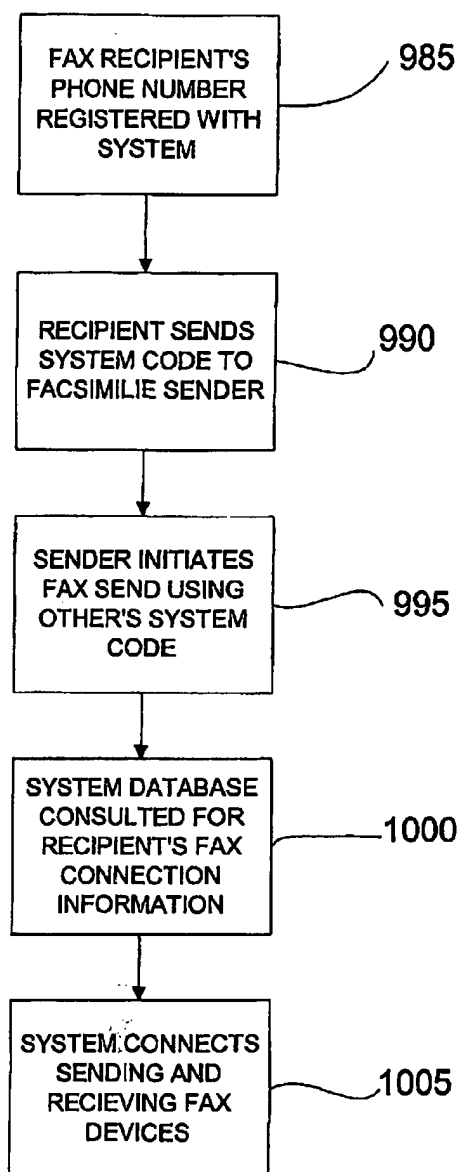 FAX RECIPIENT'S
PHONE NUMBER
REGISTERED WITH
SYSTEM
985
RECIPIENT SENDS
SYSTEM CODE TO
FACSIMILIE SENDER
990
SENDER INITIATES
FAX SEND USING
OTHER'S SYSTEM
CODE
995
SYSTEM DATABASE
CONSULTED FOR
RECIPIENT'S FAX
CONNECTION
INFORMATION
1000
SYSTEM CONNECTS
SENDING AND
RECIEVING FAX
DEVICES
1005